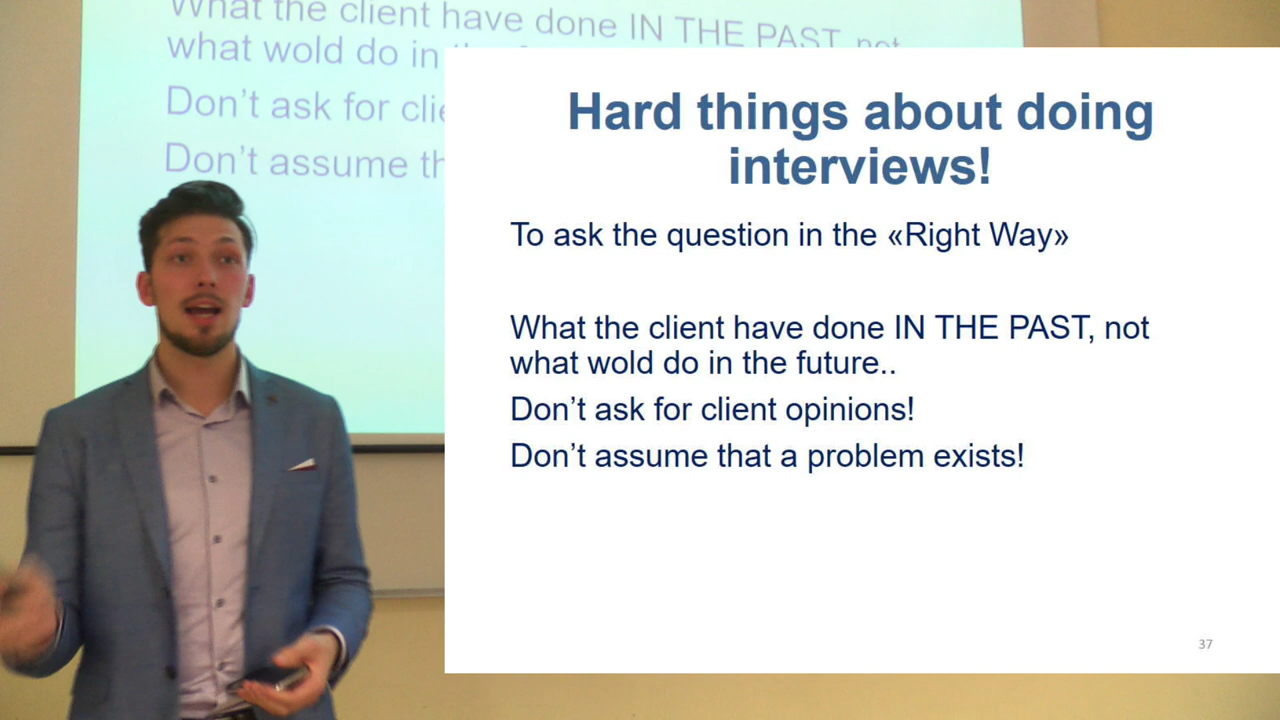 What the client have done IN THE PAST, not
what wold do in
Don't ask for clie
Don't assume th
Hard things about doing
interviews!
To ask the question in the «Right Way»
What the client have done IN THE PAST, not
what wold do in the future..
Don't ask for client opinions!
Don't assume that a problem exists!
37